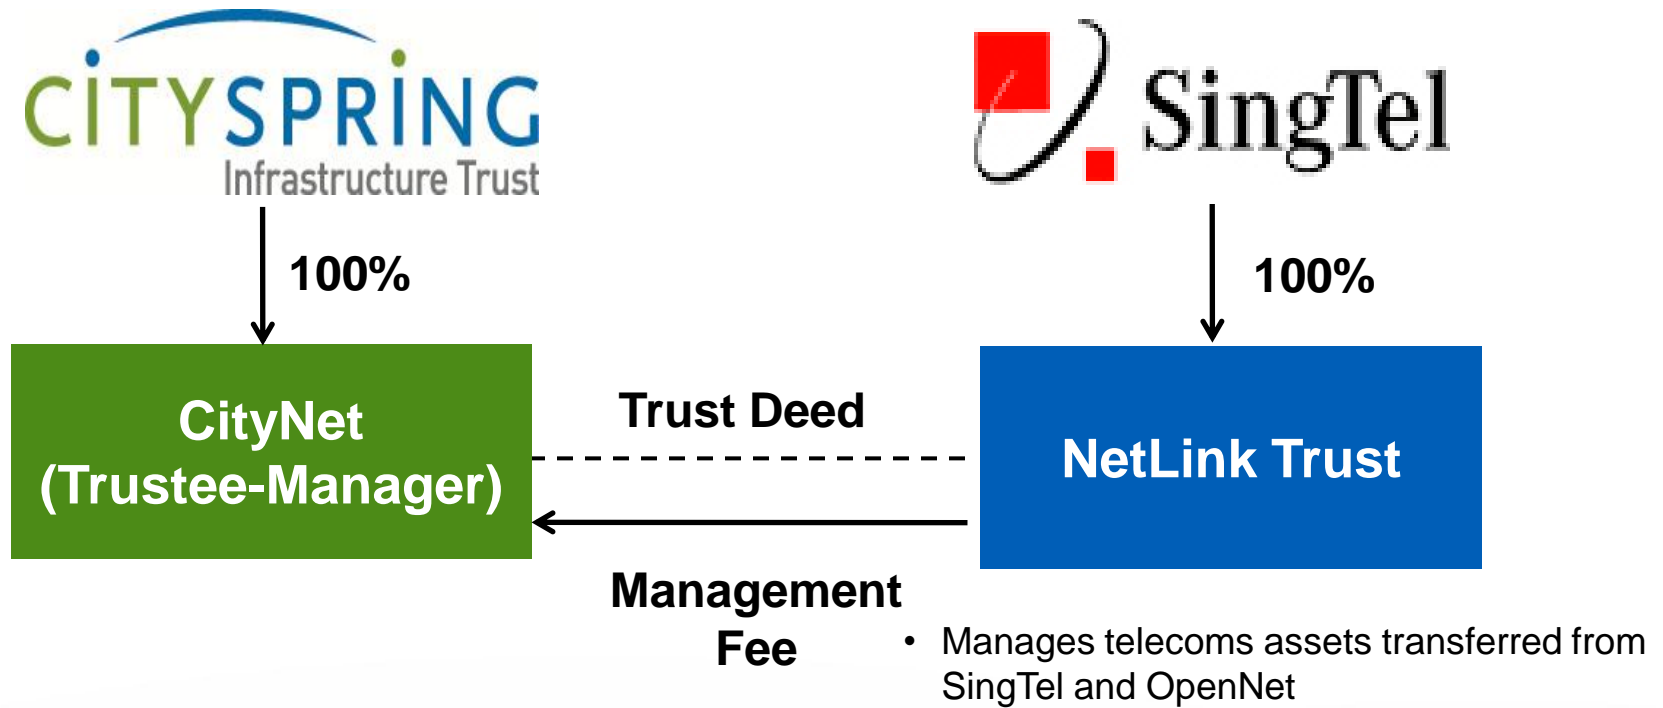 CiTYSPRiNG
Infrastructure Trust
SingTel
100%
100%
CityNet
(Trustee-Manager)
Trust Deed
NetLink Trust
Management
Fee
• Manages telecoms assets transferred from
SingTel and OpenNet